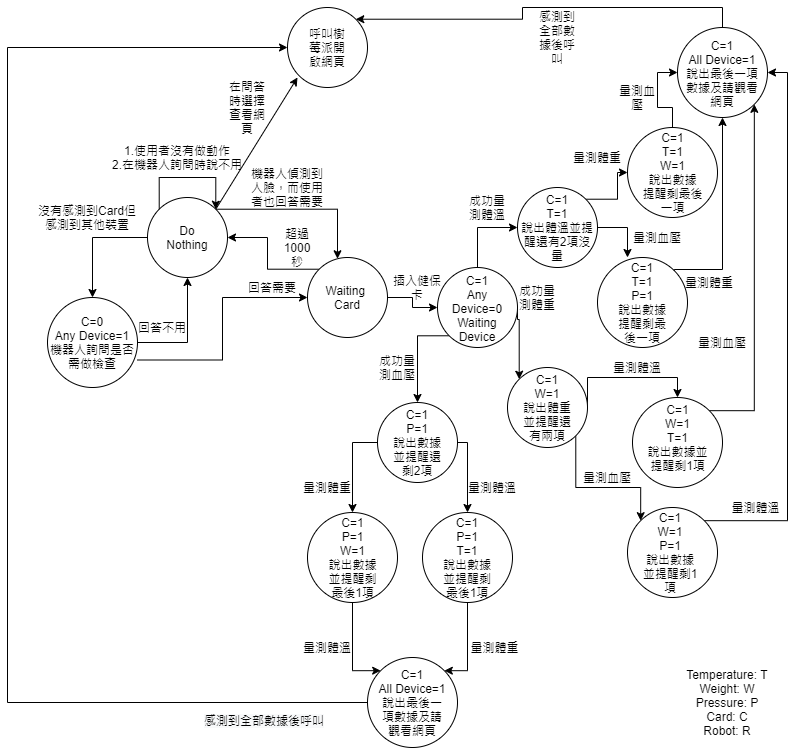 感測到
全部數
據後呼
叫
呼叫樹
莓派開
啟網頁
C=1
All Device=1
說出最後一項
數據及請觀看
網頁
在問答
時選擇
查看網
頁
量測血
壓
1.使用者沒有做動作
2.在機器人詢問時說不用
機器人偵測到
人臉，而使用
者也回答需要
量測體重
C=1
T=1
W=1
說出數據
提醒剩最後
一項
沒有感測到Card但
感測到其他裝置
Do
Nothing
超過
1000
秒
成功量
測體溫
C=1
T=1
說出體溫並提
醒還有2項沒
量
量測血壓
回答需要
Waiting
Card
插入健保
卡
C=1
Any
Device=0
Waiting
Device
成功量
測體重
C=1
T=1
P=1
說出數據
提醒剩最
後一項
量測體重
C=0
Any Device=1
機器人詢問是否
需做檢查
回答不用
量測血壓
成功量
測血壓
C=1
W=1
說出體重
並提醒還
有兩項
量測體溫
C=1
W=1
T=1
說出數據並
提醒剩1項
C=1
P=1
說出數據
並提醒還
剩2項
量測血壓
量測體重
量測體溫
量測體溫
C=1
P=1
W=1
說出數據
並提醒剩
最後1項
C=1
P=1
T=1
說出數據
並提醒剩
最後1項
C=1
W=1
P=1
說出數據
並提醒剩1
項
量測體溫
量測體重
C=1
All Device=1
說出最後一
項數據及請
觀看網頁
感測到全部數據後呼叫
Temperature: T
Weight: W
Pressure: P
Card: C
Robot: R